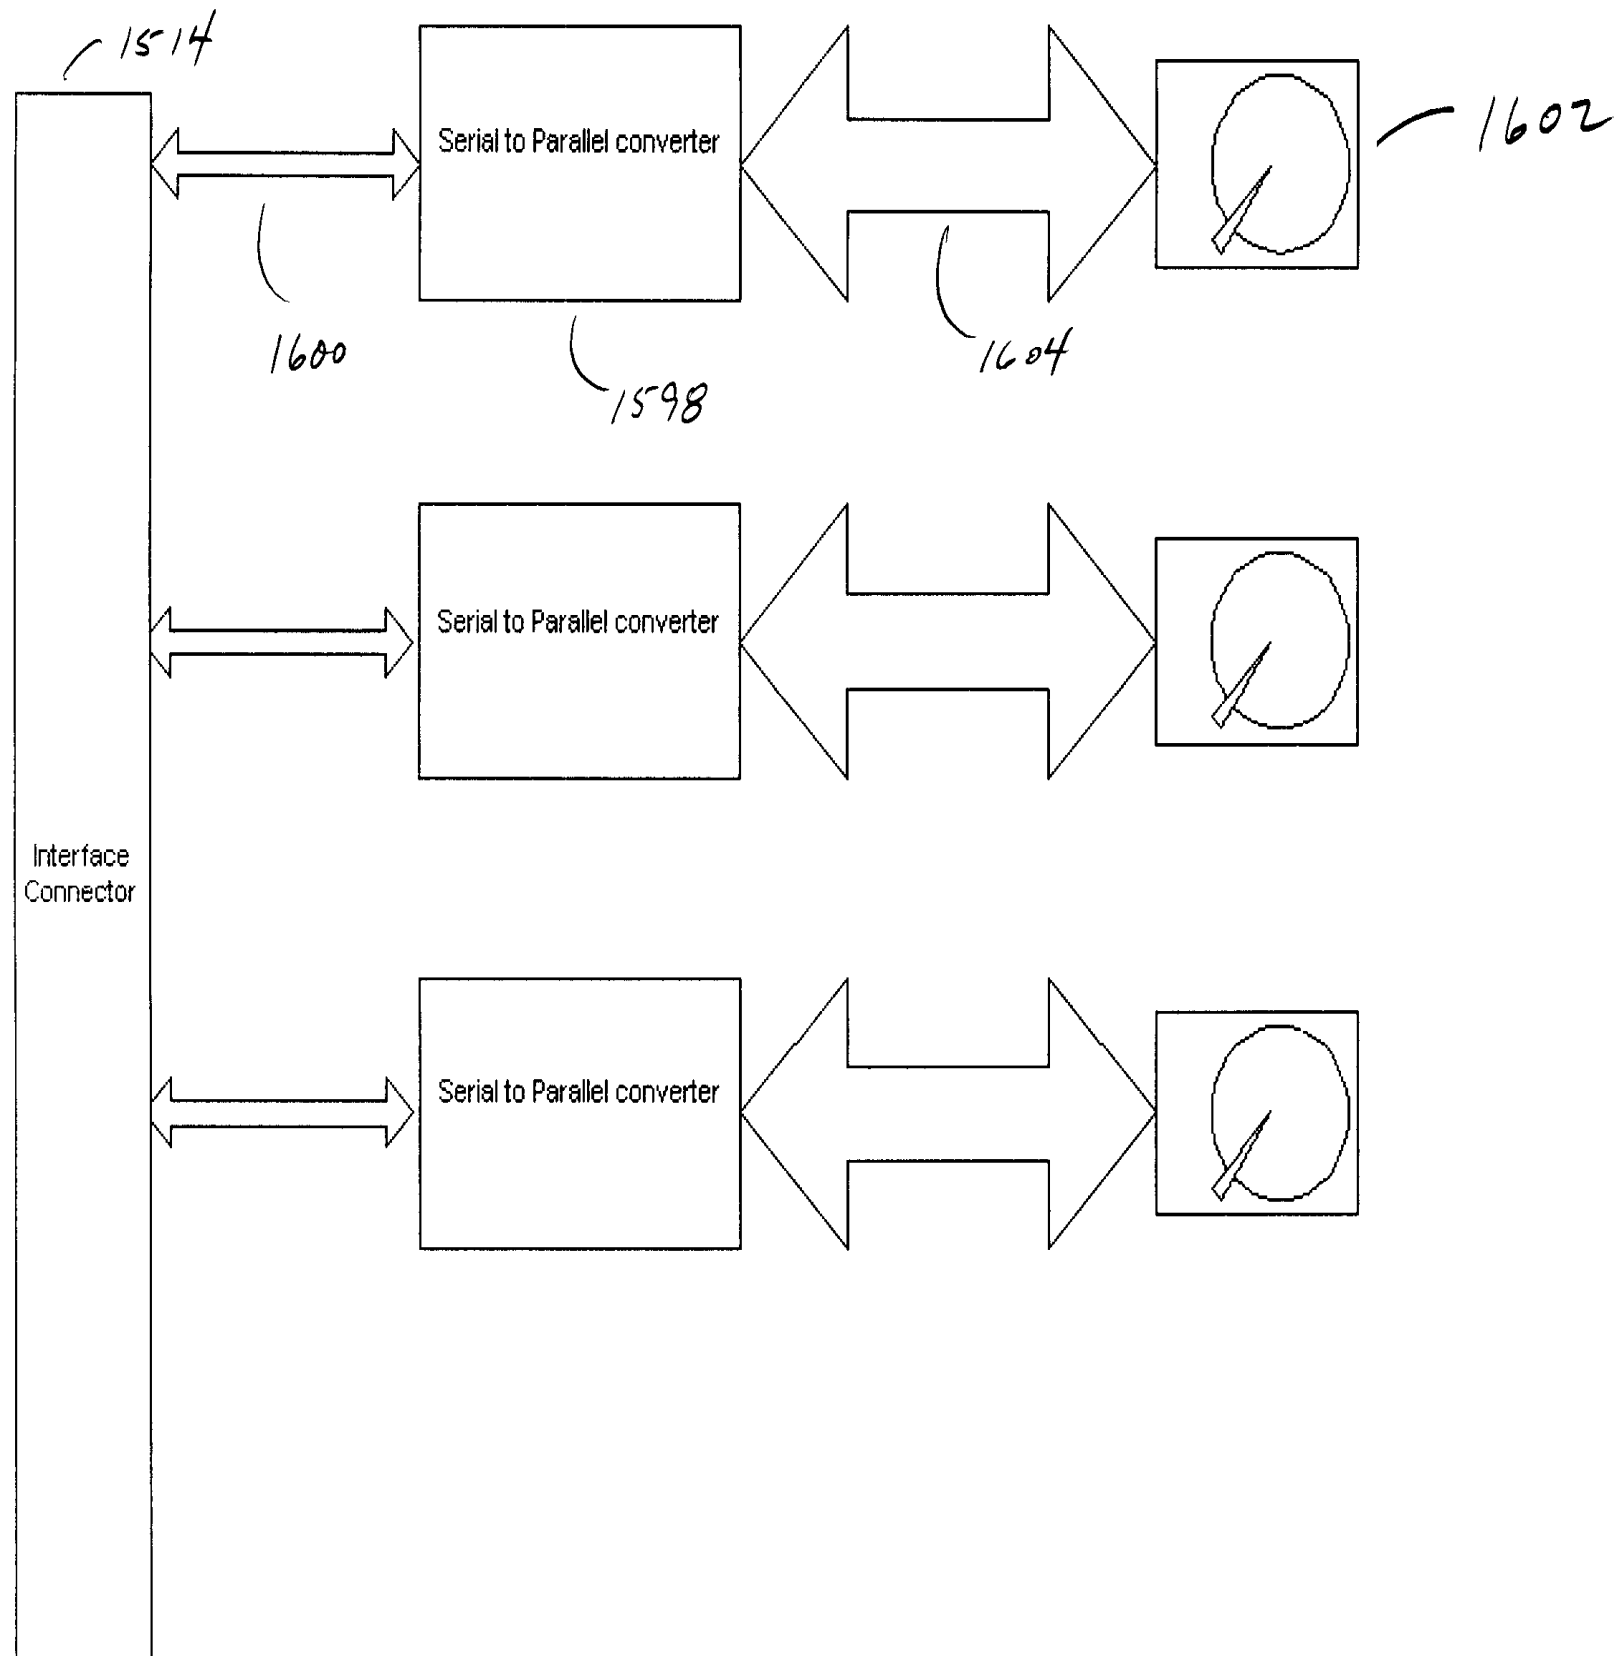 1514
Serial to Parallel converter
1602
1600
1598
1604
Serial to Parallel converter
Interface
Connector
Serial to Parallel converter